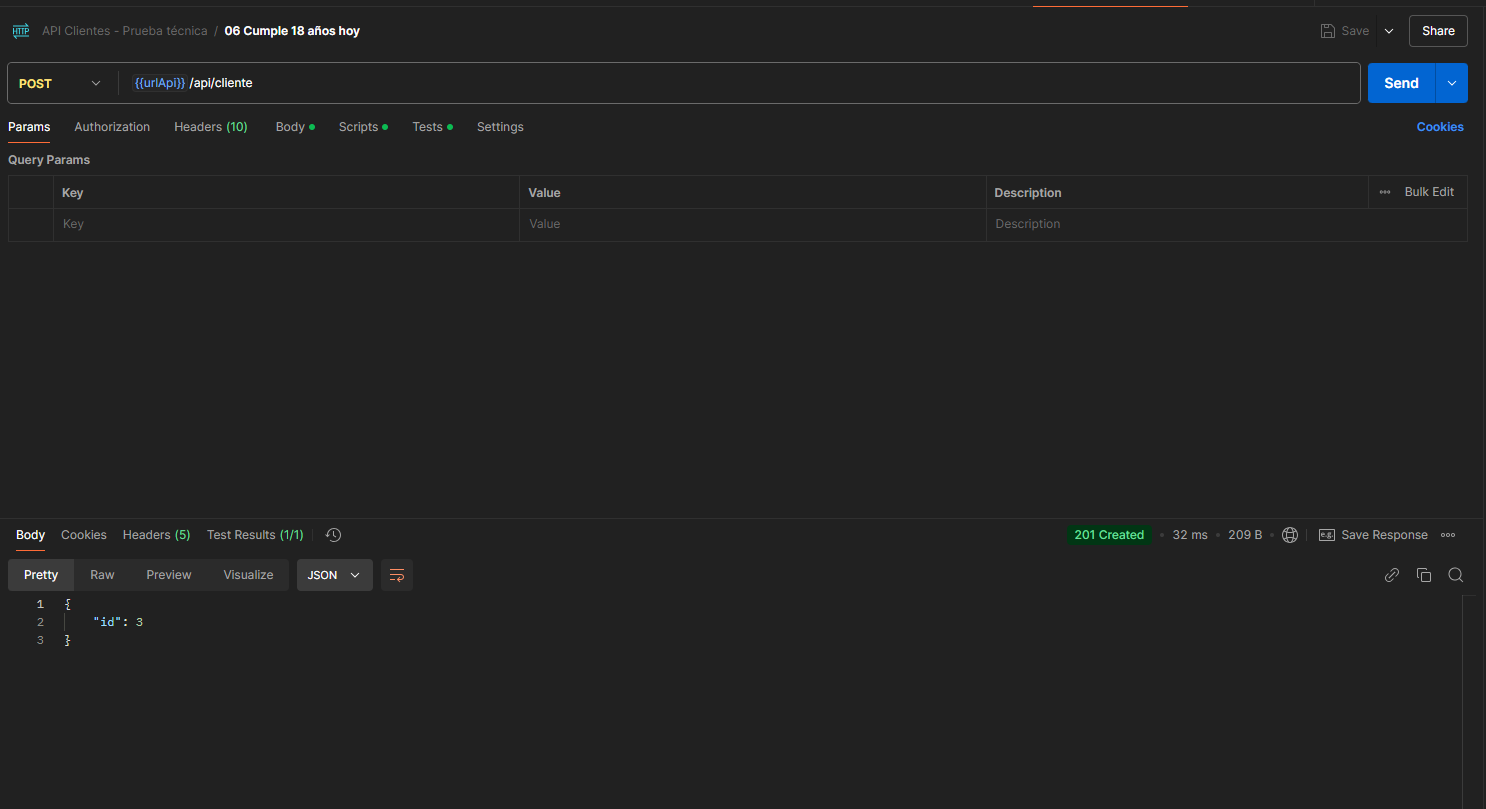 HTTP API Clientes - Prueba técnica / 06 Cumple 18 años hoy Save Share
POST {{urlApi}} /api/cliente Send
Params Authorization Headers (10) Body Scripts Tests Settings Cookies
Query Params
Key Value Description Bulk Edit
Key Value Description
Body Cookies Headers (5) Test Results (1/1) 201 Created 32 ms 209 B e.g. Save Response
Pretty Raw Preview Visualize JSON
1 {
2 "id": 3
3 }